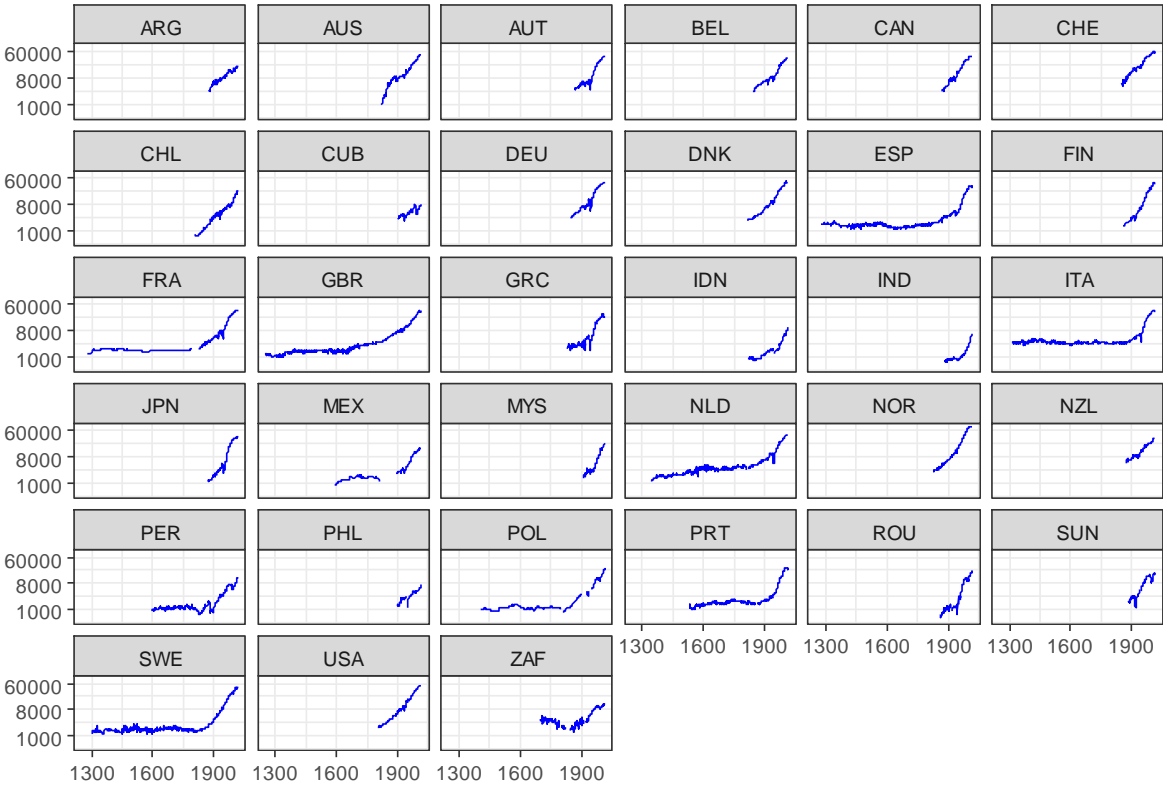 ARG AUS AUT BEL CAN CHE
60000
8000
1000
CHL CUB DEU DNK ESP FIN
60000
8000
1000
FRA GBR GRC IDN IND ITA
60000
8000
1000
JPN MEX MYS NLD NOR NZL
60000
8000
1000
PER PHL POL PRT ROU SUN
60000
8000
1000
1300 1600 1900 1300 1600 1900 1300 1600 1900
SWE USA ZAF
60000
8000
1000
1300 1600 1900 1300 1600 1900 1300 1600 1900